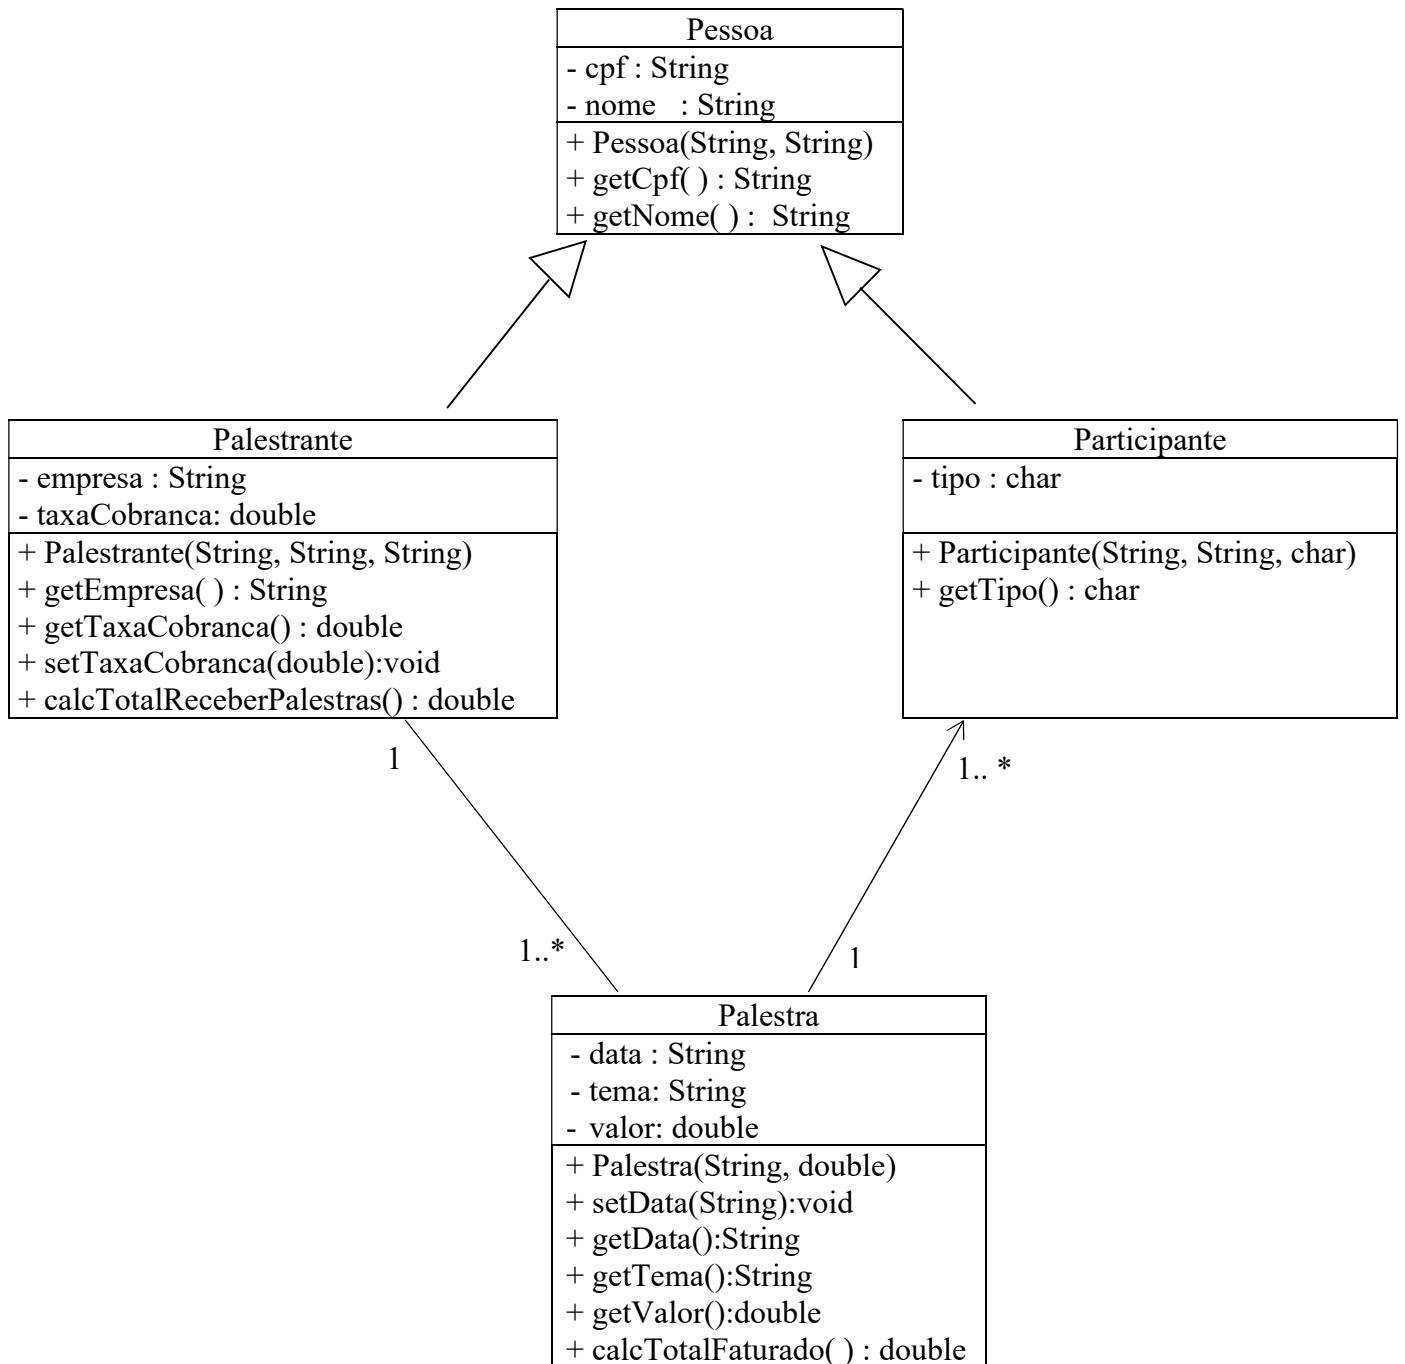 Pessoa
- cpf : String
- nome : String
+ Pessoa(String, String)
+ getCpf( ) : String
+ getNome( ) : String
Palestrante
- empresa : String
- taxaCobranca: double
+ Palestrante(String, String, String)
+ getEmpresa( ) : String
+ getTaxaCobranca() : double
+ setTaxaCobranca(double):void
+ calcTotalReceberPalestras() : double
Participante
- tipo : char
+ Participante(String, String, char)
+ getTipo() : char
1
1.. *
1..*
1
Palestra
- data : String
- tema: String
- valor: double
+ Palestra(String, double)
+ setData(String):void
+ getData():String
+ getTema():String
+ getValor():double
+ calcTotalFaturado( ) : double